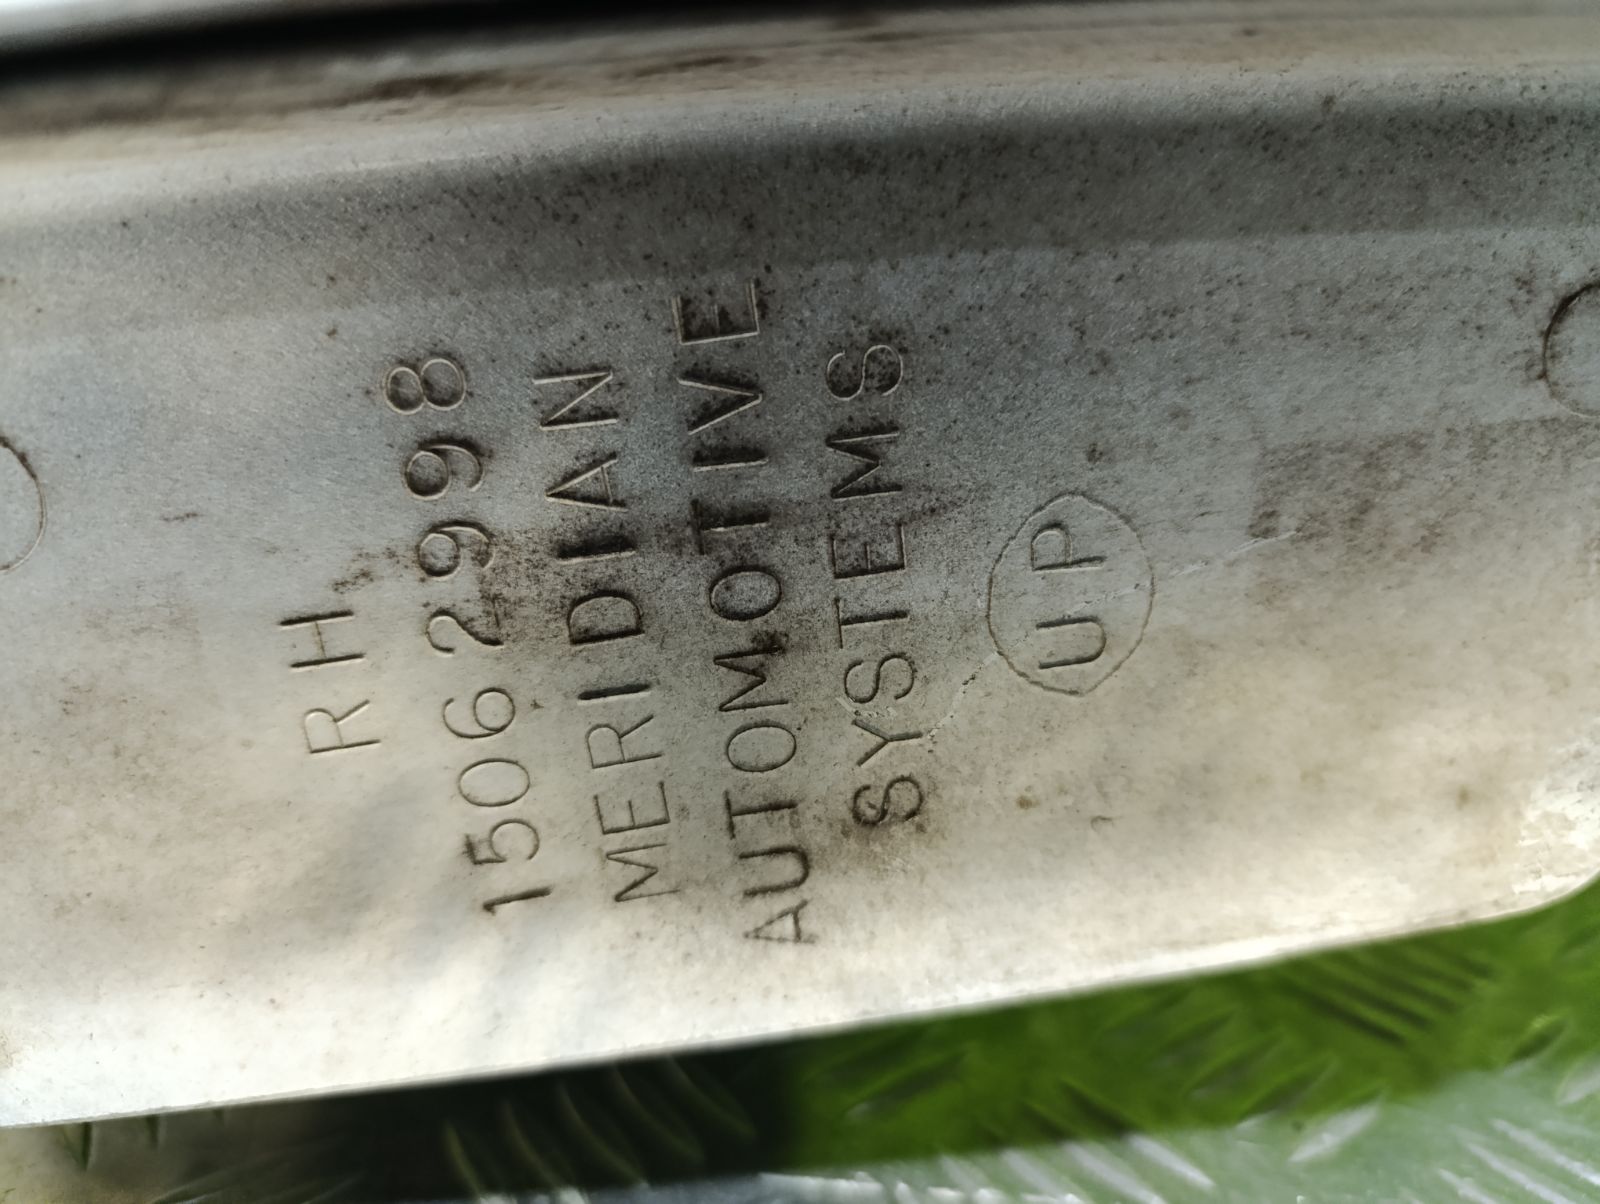 RH
15062998
MERIDIAN
AUTOMOTIVE
SYSTEMS
UP